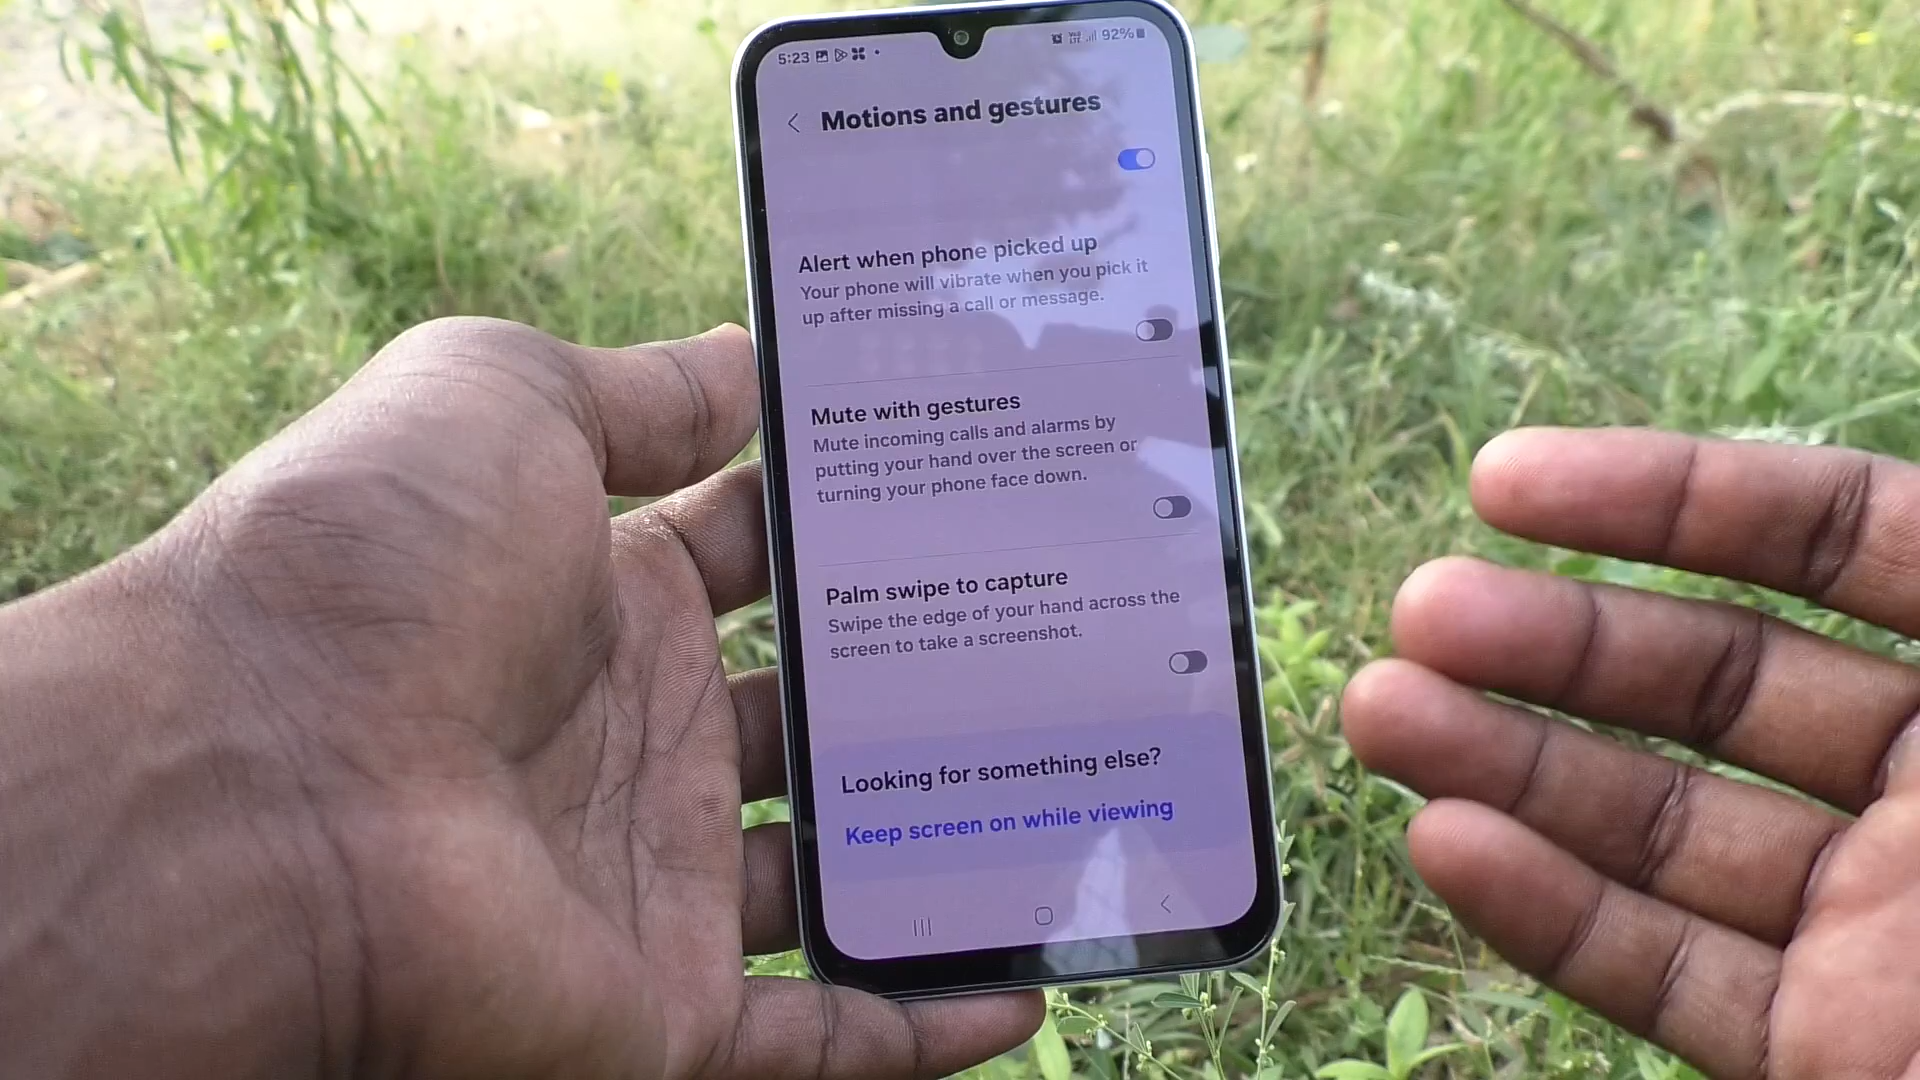 5:23 92%
Motions and gestures
Alert when phone picked up
Your phone will vibrate when you pick it
up after missing a call or message.
Mute with gestures
Mute incoming calls and alarms by
putting your hand over the screen or
turning your phone face down.
Palm swipe to capture
Swipe the edge of your hand across the
screen to take a screenshot.
Looking for something else?
Keep screen on while viewing